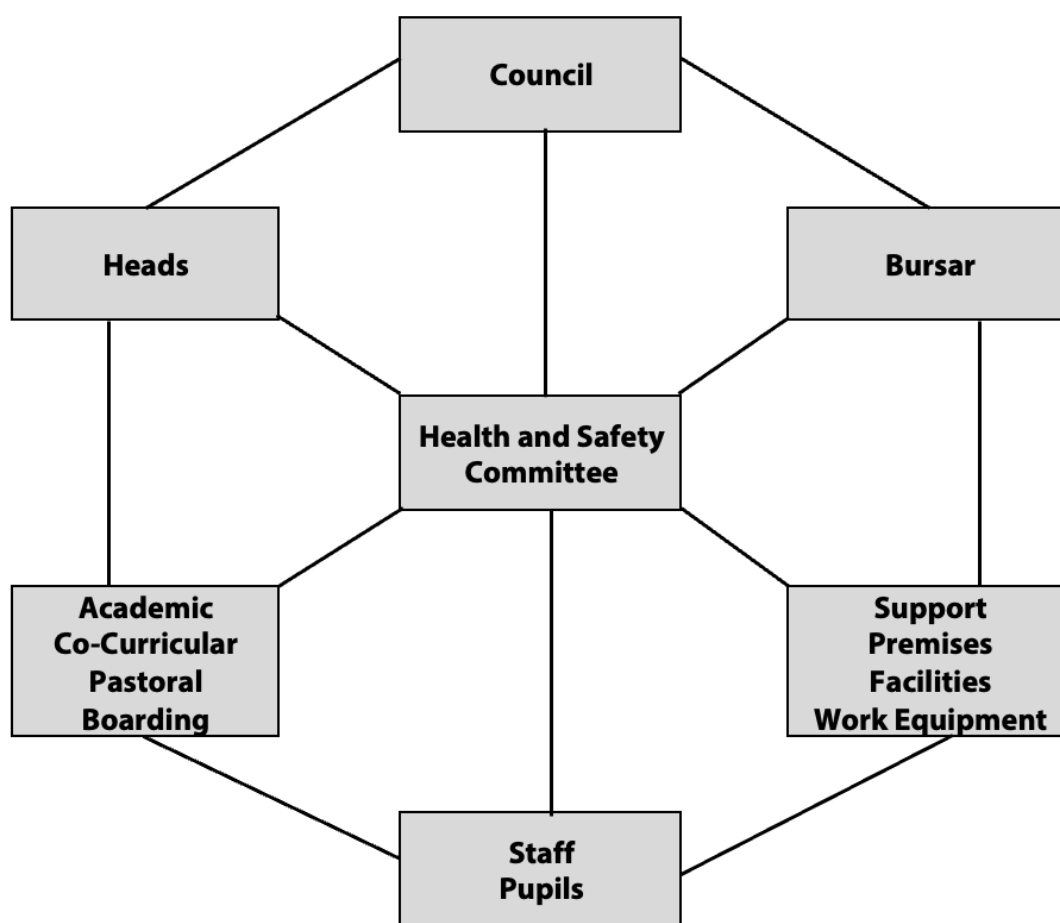 Council
Heads
Bursar
Health and Safety
Committee
Academic
Co-Curricular
Pastoral
Boarding
Support
Premises
Facilities
Work Equipment
Staff
Pupils